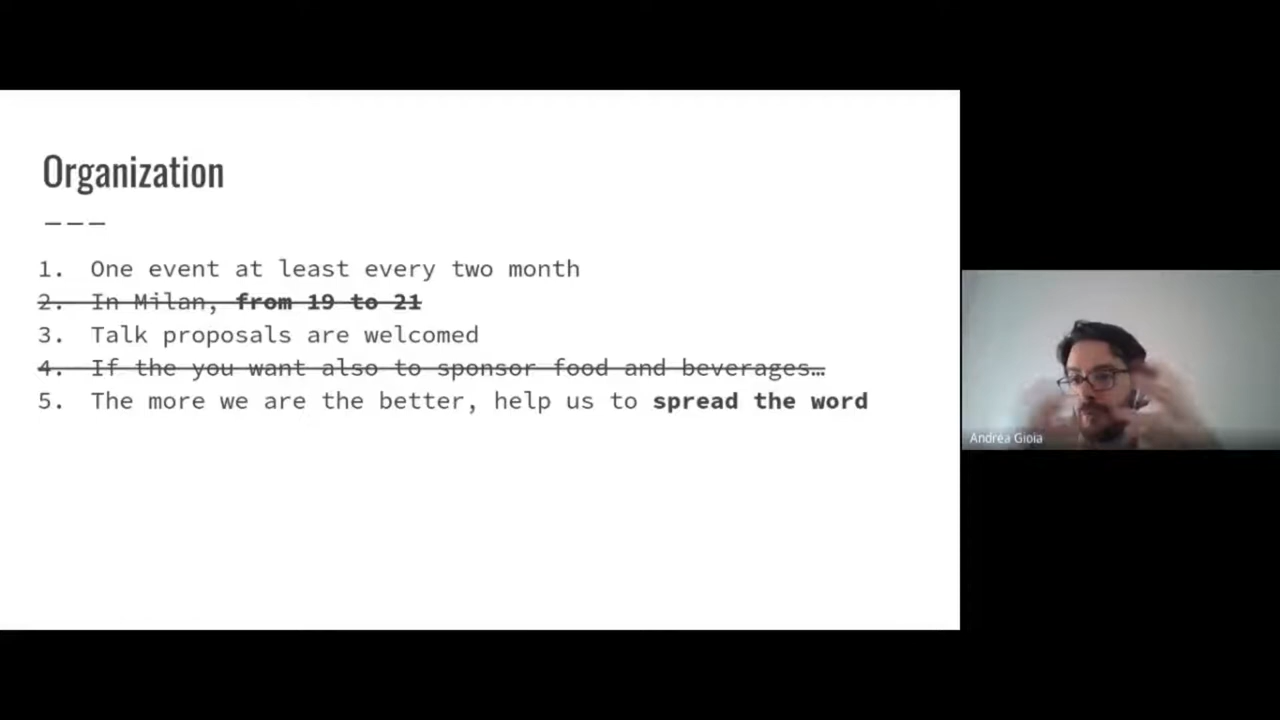 Organization
———
1. One event at least every two month
2. In Milan, from 19 to 21
3. Talk proposals are welcomed
4. If the you want also to sponsor food and beverages…
5. The more we are the better, help us to spread the word
Andrea Gioia